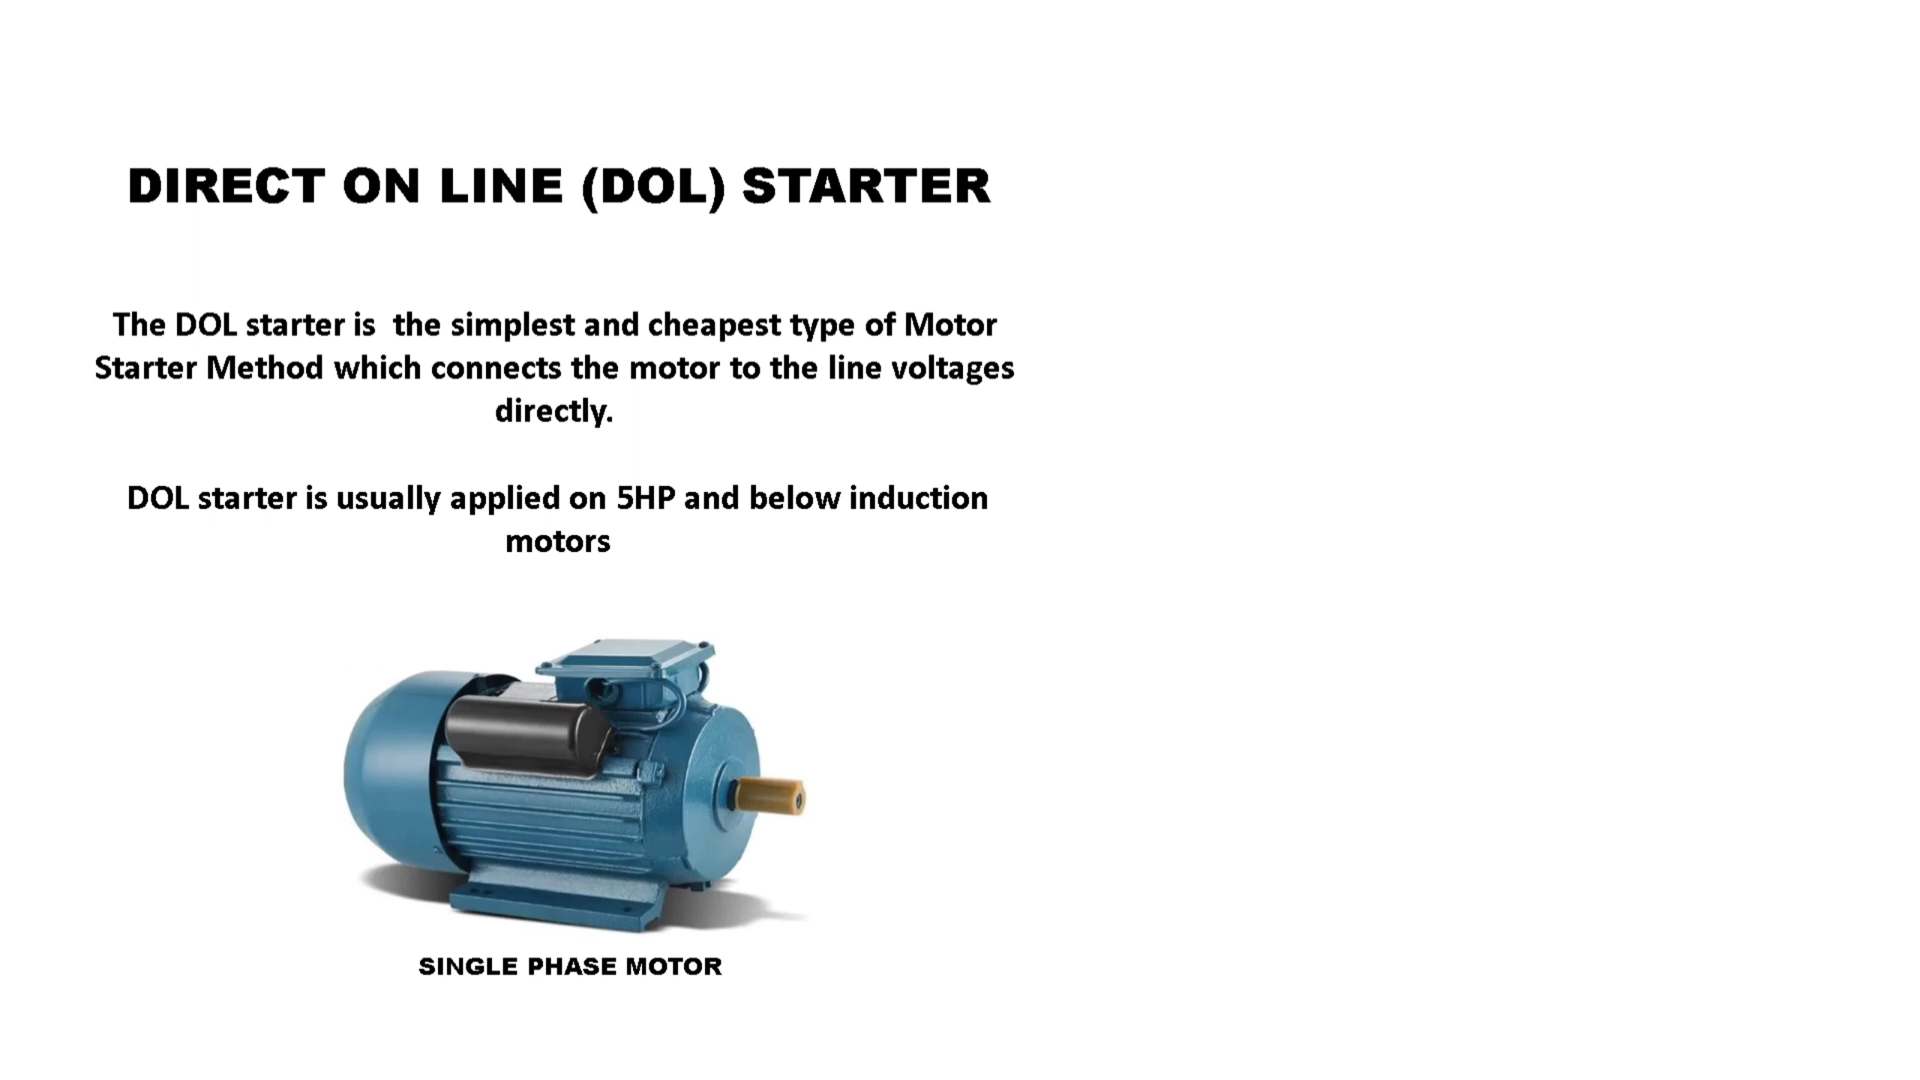 DIRECT ON LINE (DOL) STARTER
The DOL starter is  the simplest and cheapest type of Motor
Starter Method which connects the motor to the line voltages
directly.
DOL starter is usually applied on 5HP and below induction
motors
SINGLE PHASE MOTOR